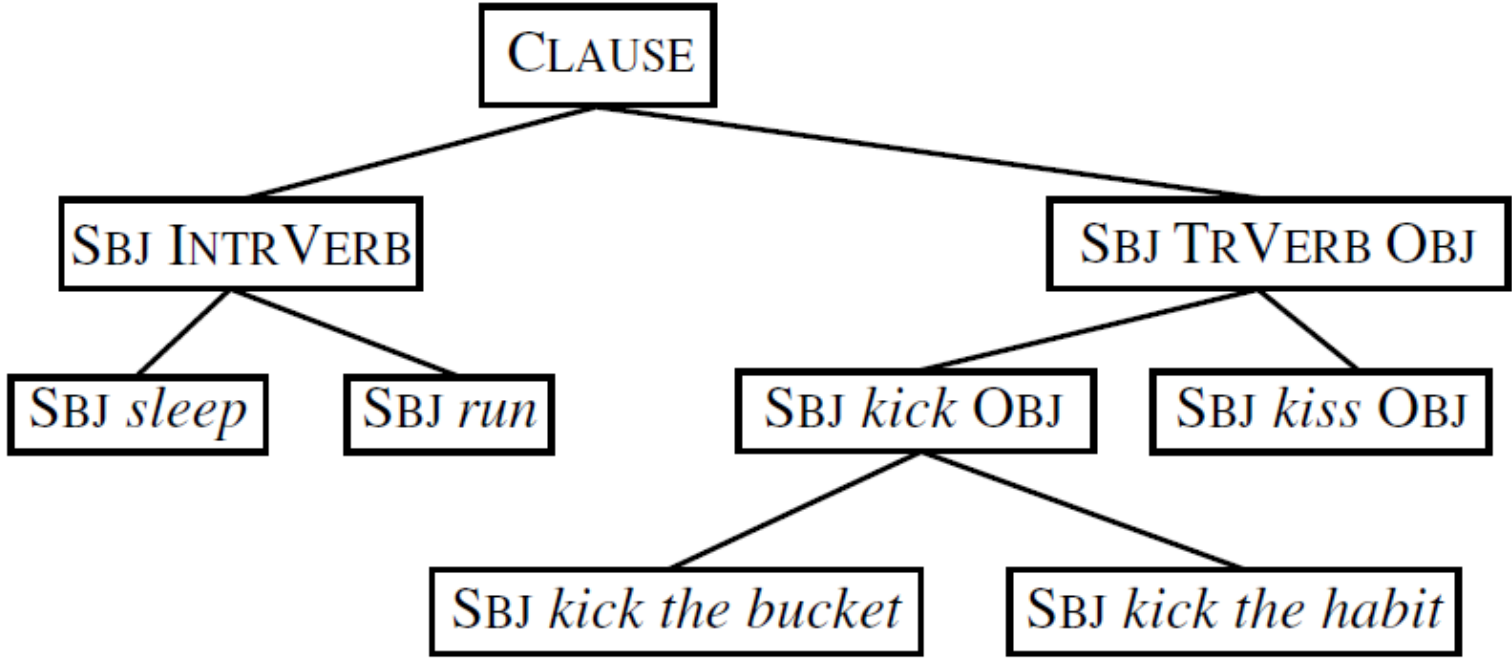 CLAUSE
SBJ INTRVERB
SBJ TRVERB OBJ
SBJ sleep
SBJ run
SBJ kick OBJ
SBJ kiss OBJ
SBJ kick the bucket
SBJ kick the habit